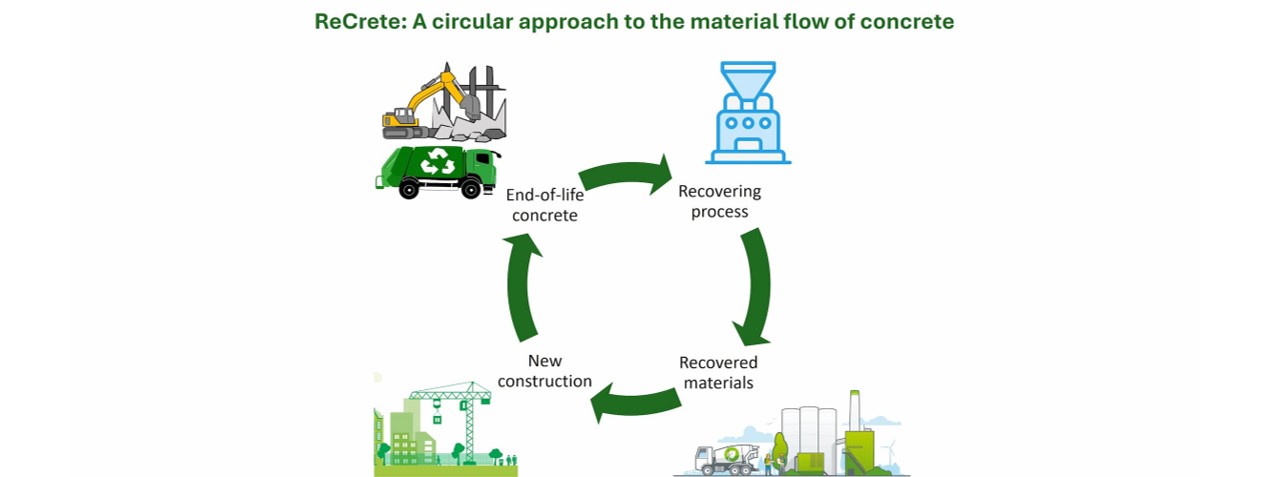 ReCrete: A circular approach to the material flow of concrete
End-of-life
concrete
Recovering
process
New
construction
Recovered
materials